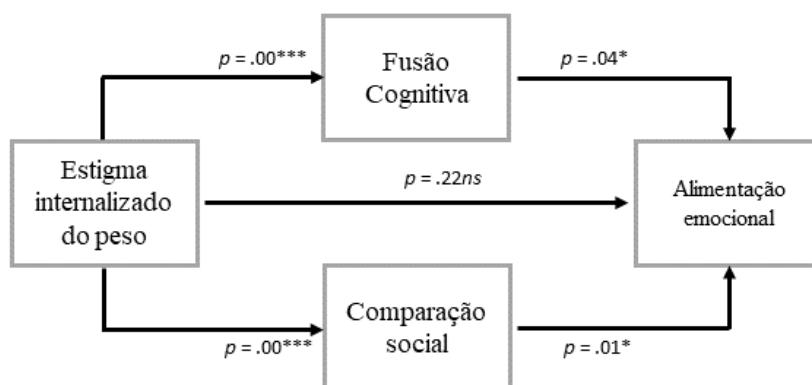 p = .00***
Fusão
Cognitiva
p = .04*
Estigma
internalizado
do peso
p = .22ns
Alimentação
emocional
p = .00***
Comparação
social
p = .01*